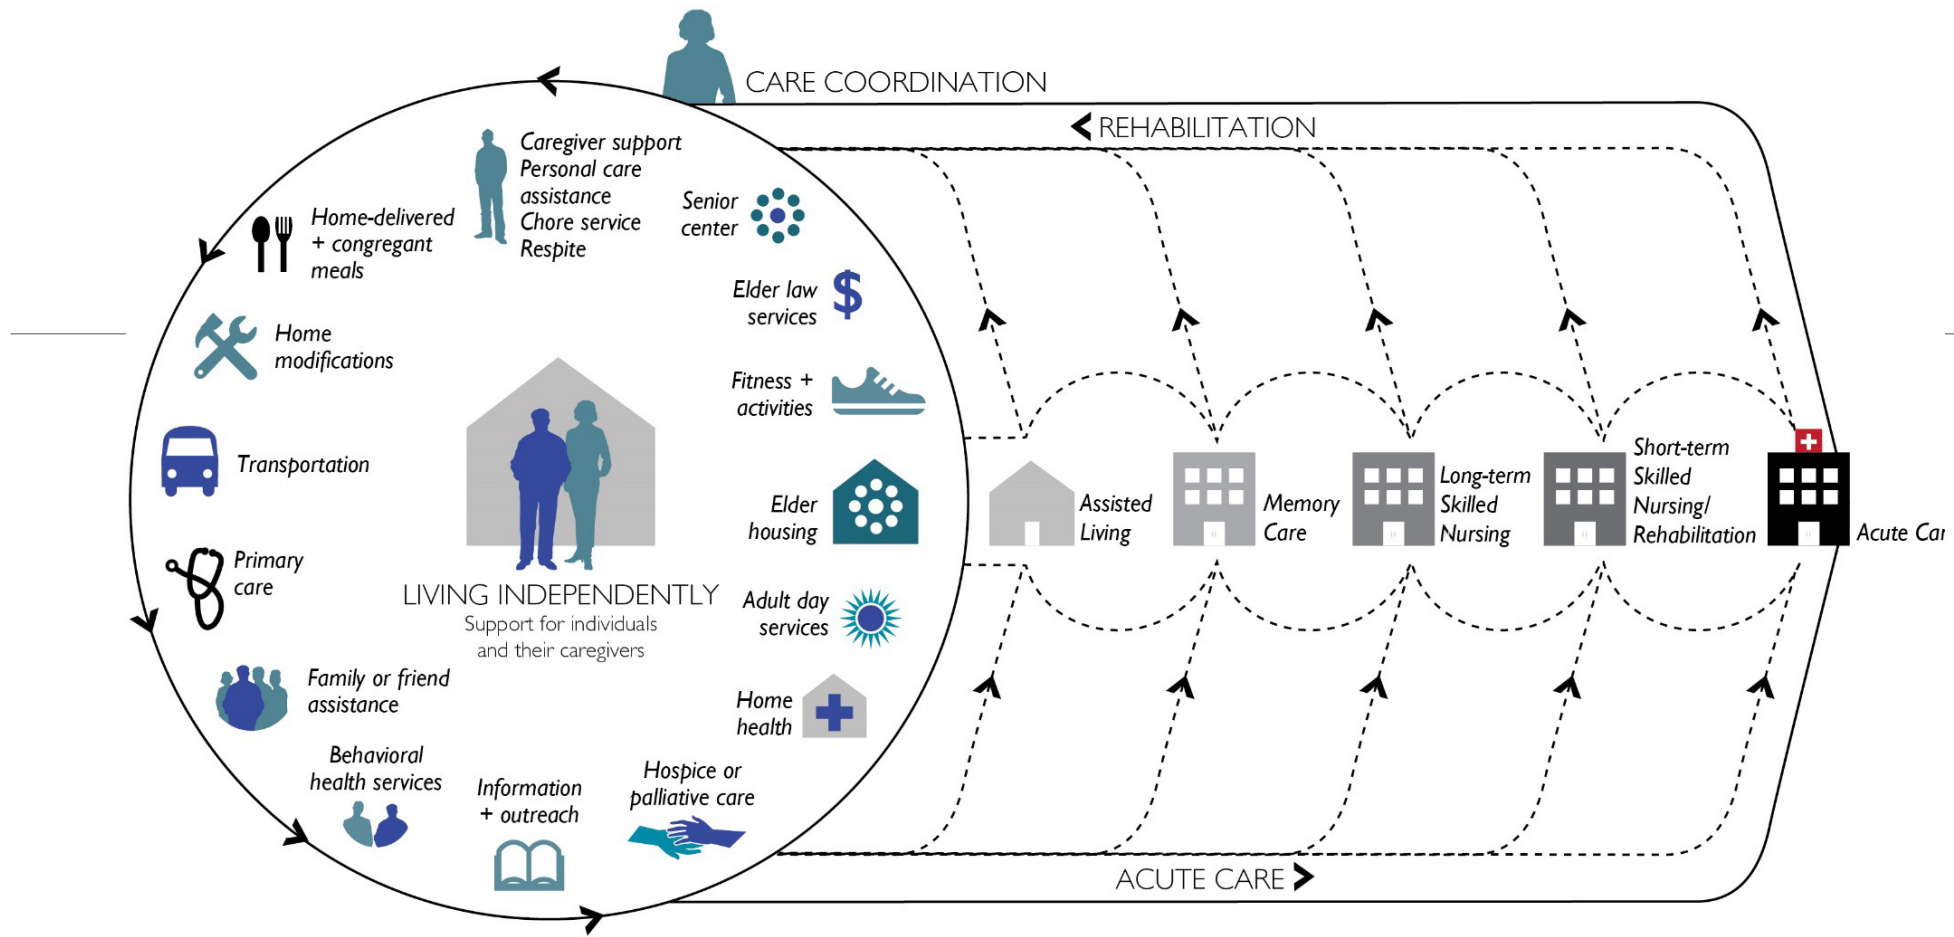 CARE COORDINATION
REHABILITATION
Caregiver support
Personal care
assistance
Chore service
Respite
Senior
center
Home-delivered
+ congregant
meals
Elder law
services
Home
modifications
Fitness +
activities
Transportation
Elder
housing
Primary
care
LIVING INDEPENDENTLY
Support for individuals
and their caregivers
Adult day
services
Family or friend
assistance
Home
health
Behavioral
health services
Information
+ outreach
Hospice or
palliative care
Assisted
Living
Memory
Care
Long-term
Skilled
Nursing
Short-term
Skilled
Nursing/
Rehabilitation
Acute Car
ACUTE CARE